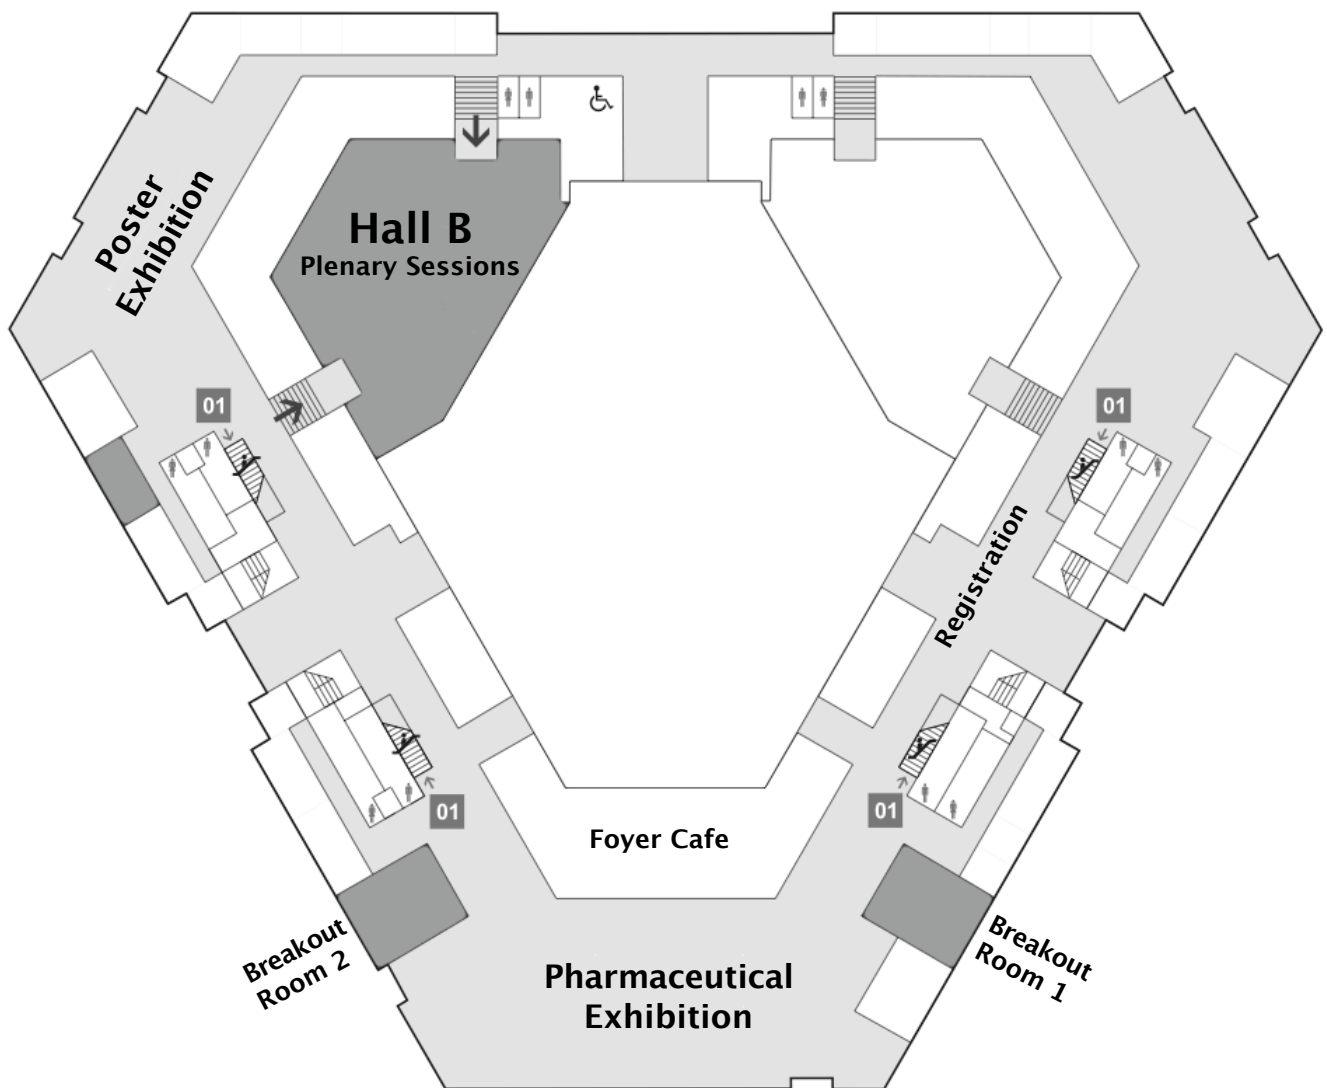 Poster
Exhibition
Hall B
Plenary Sessions
01
01
Registration
01
01
Foyer Cafe
Breakout
Room 2
Breakout
Room 1
Pharmaceutical
Exhibition